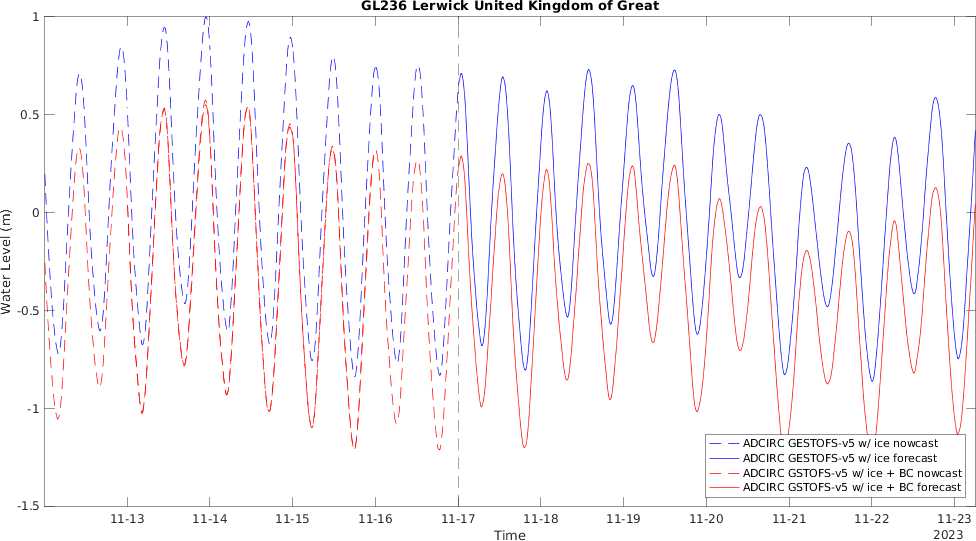 GL236 Lerwick United Kingdom of Great
Water Level (m)
1
0.5
0
-0.5
-1
-1.5
11-13
11-14
11-15
11-16
11-17
11-18
11-19
11-20
11-21
11-22
11-23
2023
Time
ADCIRC GESTOFS-v5 w/ ice nowcast
ADCIRC GESTOFS-v5 w/ ice forecast
ADCIRC GSTOFS-v5 w/ ice + BC nowcast
ADCIRC GSTOFS-v5 w/ ice + BC forecast